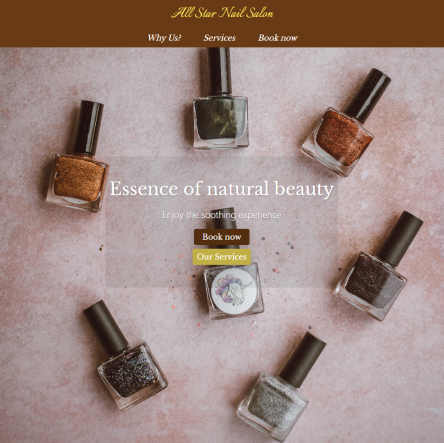 All Star Nail Salon
Why Us? Services Book now
Essence of natural beauty
Enjoy the soothing experience
Book now
Our Services